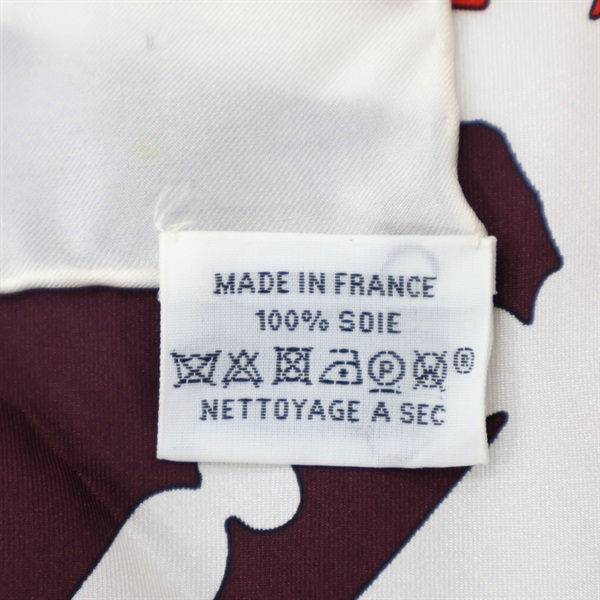 MADE IN FRANCE
100% SOIE
P ®
NETTOYAGE A SEC